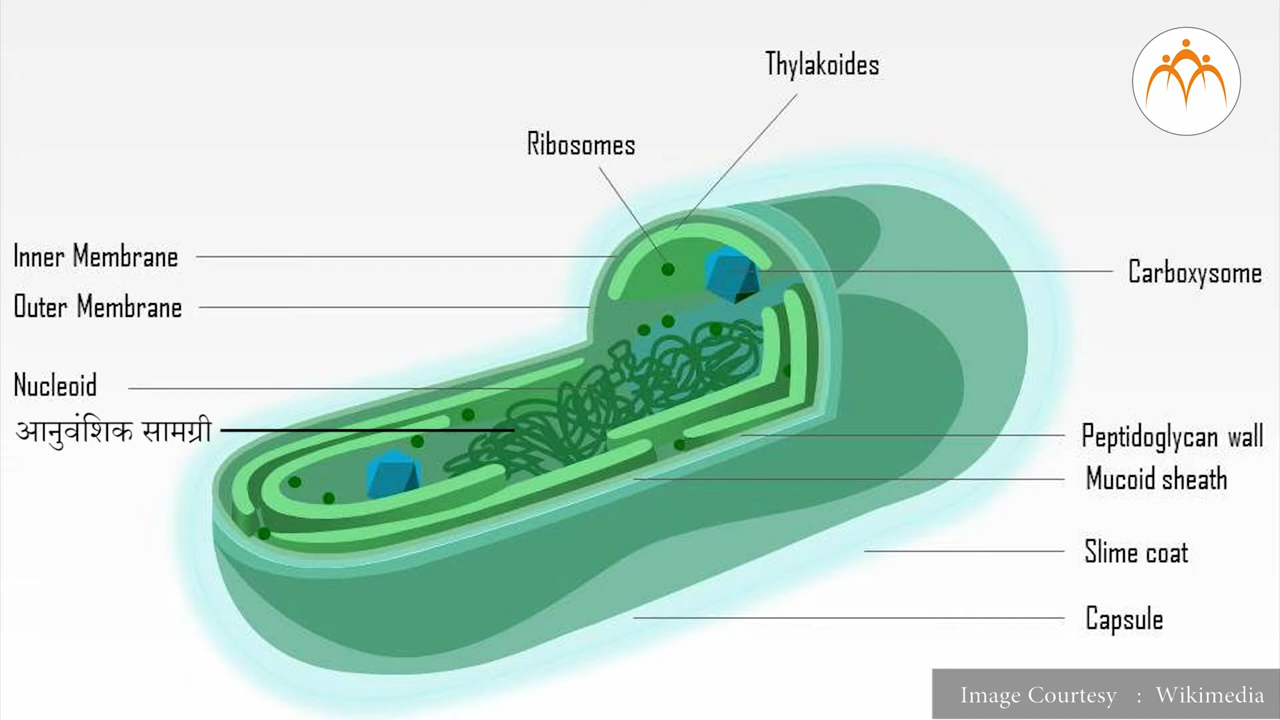 Thylakoides
Ribosomes
Inner Membrane
Carboxysome
Outer Membrane
Nucleoid
आनुवंशिक सामग्री
Peptidoglycan wall
Mucoid sheath
Slime coat
Capsule
Image Courtesy : Wikimedia